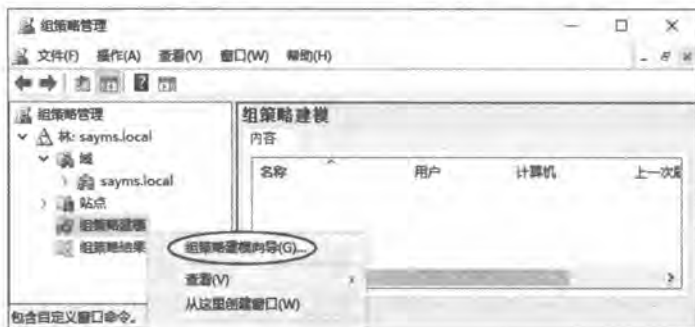 组策略管理
文件(F) 操作(A) 查看(V) 窗口(W) 帮助(H)
组策略管理
林: sayms.local
域
sayms.local
站点
组策略建模
组策略结果
组策略建模
内容
名称 用户 计算机 上一次
组策略建模向导(G)...
查看(V)
从这里创建窗口(W)
包含自定义窗口命令。